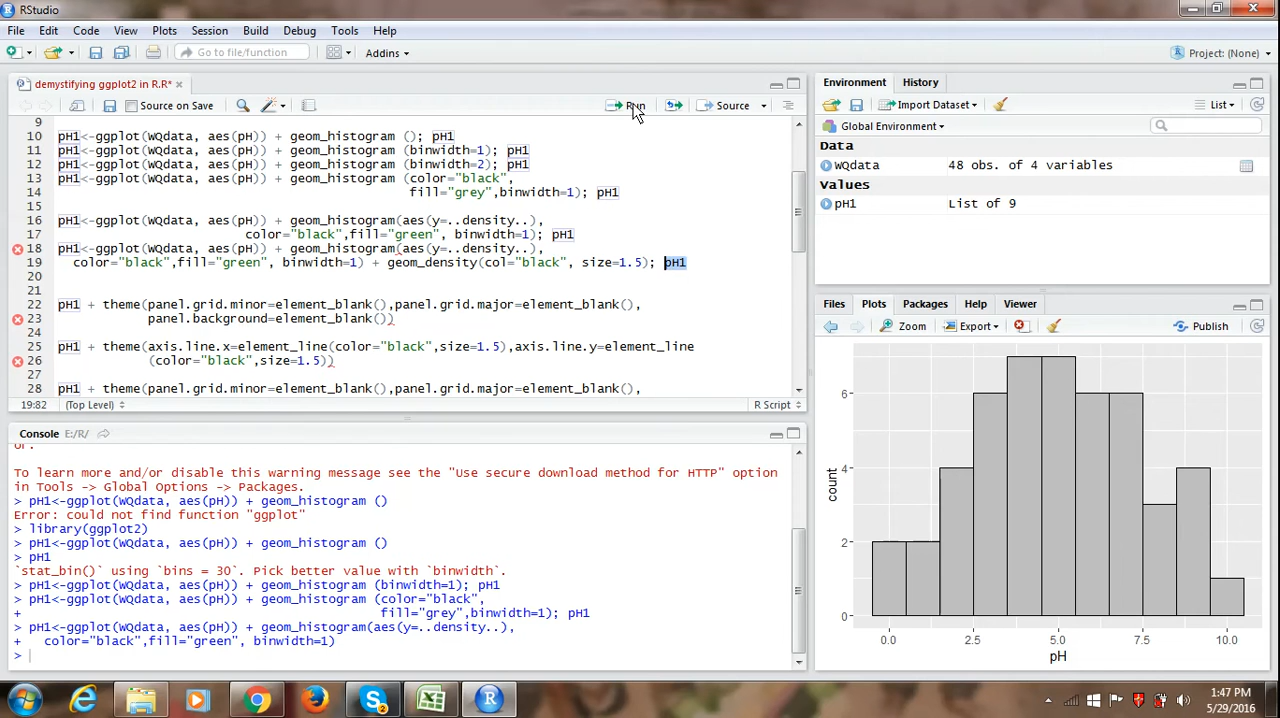 RStudio
File Edit Code View Plots Session Build Debug Tools Help
Go to file/function Addins Project: (None)
demystifying ggplot2 in R.R*
Source on Save Run Source
9
10 pH1<-ggplot(WQdata, aes(pH)) + geom_histogram (); pH1
11 pH1<-ggplot(WQdata, aes(pH)) + geom_histogram (binwidth=1); pH1
12 pH1<-ggplot(WQdata, aes(pH)) + geom_histogram (binwidth=2); pH1
13 pH1<-ggplot(WQdata, aes(pH)) + geom_histogram (color="black",
14 fill="grey",binwidth=1); pH1
15
16 pH1<-ggplot(WQdata, aes(pH)) + geom_histogram(aes(y=..density..),
17 color="black",fill="green", binwidth=1); pH1
18 pH1<-ggplot(WQdata, aes(pH)) + geom_histogram(aes(y=..density..),
19 color="black",fill="green", binwidth=1) + geom_density(col="black", size=1.5); pH1
20
21
22 pH1 + theme(panel.grid.minor=element_blank(),panel.grid.major=element_blank(),
23 panel.background=element_blank())
24
25 pH1 + theme(axis.line.x=element_line(color="black",size=1.5),axis.line.y=element_line
26 (color="black",size=1.5))
27
28 pH1 + theme(panel.grid.minor=element_blank(),panel.grid.major=element_blank(),
19:82 (Top Level) R Script
Console E:/R/
or.
To learn more and/or disable this warning message see the "Use secure download method for HTTP" option
in Tools -> Global Options -> Packages.
> pH1<-ggplot(WQdata, aes(pH)) + geom_histogram ()
Error: could not find function "ggplot"
> library(ggplot2)
> pH1<-ggplot(WQdata, aes(pH)) + geom_histogram ()
> pH1
`stat_bin()` using `bins = 30`. Pick better value with `binwidth`.
> pH1<-ggplot(WQdata, aes(pH)) + geom_histogram (binwidth=1); pH1
> pH1<-ggplot(WQdata, aes(pH)) + geom_histogram (color="black",
+ fill="grey",binwidth=1); pH1
> pH1<-ggplot(WQdata, aes(pH)) + geom_histogram(aes(y=..density..),
+ color="black",fill="green", binwidth=1)
>
Environment History
Import Dataset List
Global Environment
Data
WQdata 48 obs. of 4 variables
Values
pH1 List of 9
Files Plots Packages Help Viewer
Zoom Export Publish
6
4
2
0
count
0.0 2.5 5.0 7.5 10.0
pH
1:47 PM
5/29/2016